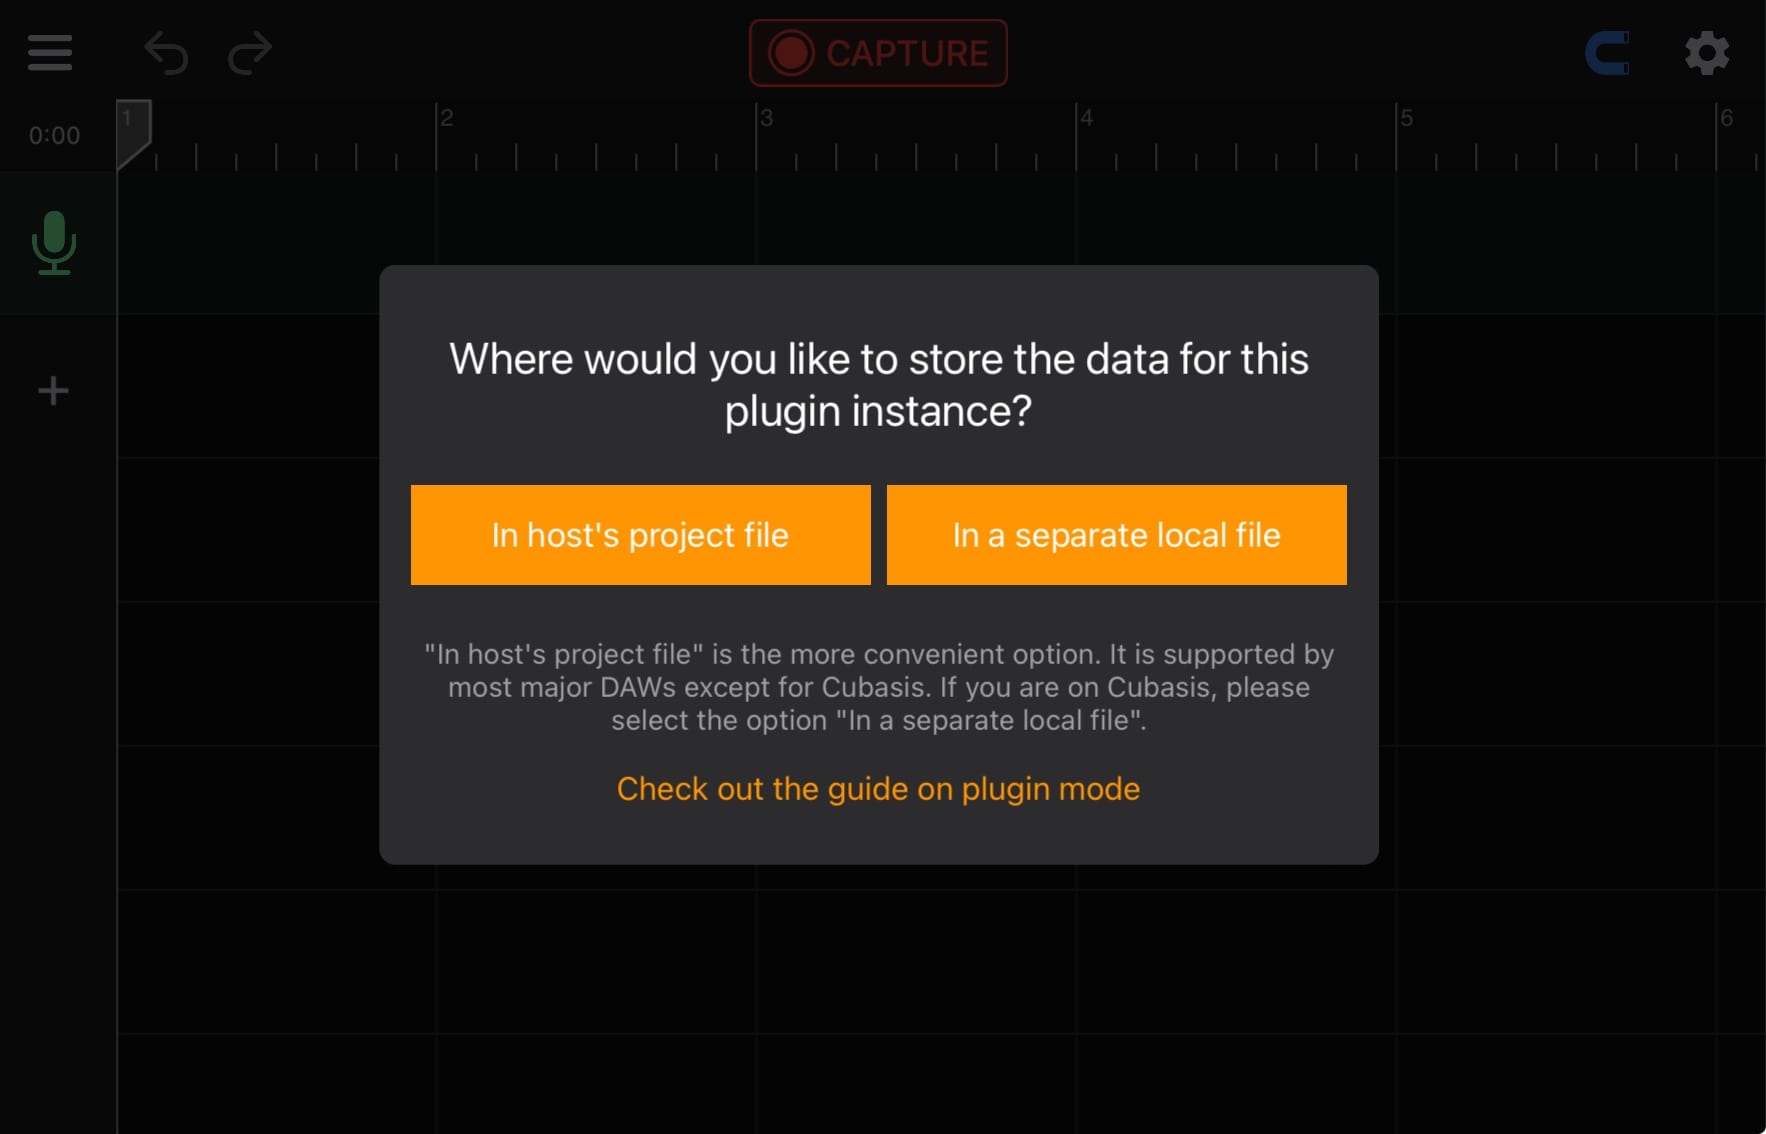 CAPTURE
0:00
1
2
3
4
5
6
Where would you like to store the data for this
plugin instance?
In host's project file
In a separate local file
"In host's project file" is the more convenient option. It is supported by
most major DAWs except for Cubasis. If you are on Cubasis, please
select the option "In a separate local file".
Check out the guide on plugin mode